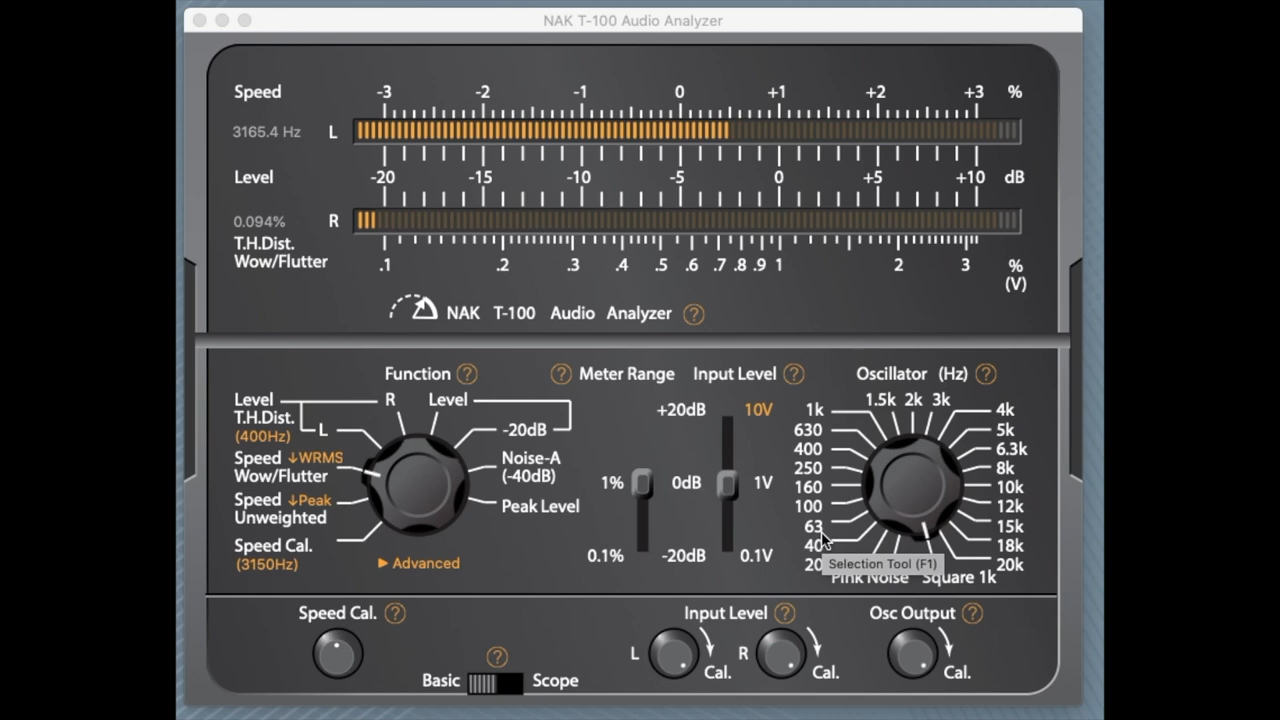 NAK T-100 Audio Analyzer
Speed -3 -2 -1 0 +1 +2 +3 %
3165.4 Hz L
Level -20 -15 -10 -5 0 +5 +10 dB
0.094% R
T.H.Dist.
Wow/Flutter .1 .2 .3 .4 .5 .6 .7 .8 .9 1 2 3 %
(V)
NAK T-100 Audio Analyzer ?
Function ?
Level R Level
T.H.Dist.
(400Hz) L -20dB
Speed ↓WRMS Noise-A
Wow/Flutter (-40dB)
Speed ↓Peak Peak Level
Unweighted
Speed Cal.
(3150Hz)
▶ Advanced
? Meter Range Input Level ?
+20dB 10V
1% 0dB 1V
0.1% -20dB 0.1V
Oscillator (Hz) ?
1.5k 2k 3k
1k 4k
630 5k
400 6.3k
250 8k
160 10k
100 12k
63 15k
40 18k
20 20k
Selection Tool (F1)
Pink Noise Square 1k
Speed Cal. ?
Input Level ?
Osc Output ?
L Cal. R Cal. Cal.
?
Basic Scope